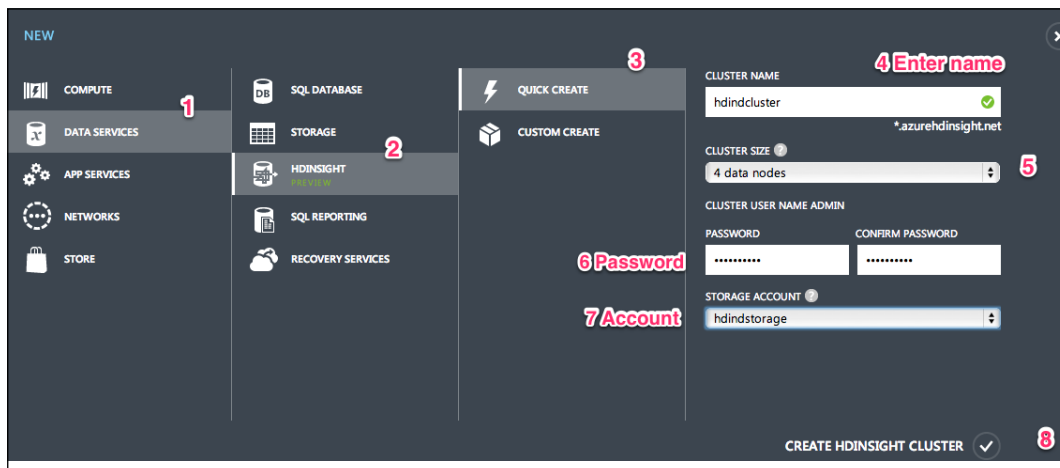 NEW
COMPUTE
DATA SERVICES
APP SERVICES
NETWORKS
STORE
1
DB
SQL DATABASE
STORAGE
2
HDINSIGHT
PREVIEW
SQL REPORTING
RECOVERY SERVICES
3
QUICK CREATE
CUSTOM CREATE
4 Enter name
CLUSTER NAME
hdindcluster
*.azurehdinsight.net
CLUSTER SIZE ?
4 data nodes
5
CLUSTER USER NAME ADMIN
PASSWORD CONFIRM PASSWORD
6 Password •••••••••• ••••••••••
STORAGE ACCOUNT ?
7 Account hdindstorage
CREATE HDINSIGHT CLUSTER
8